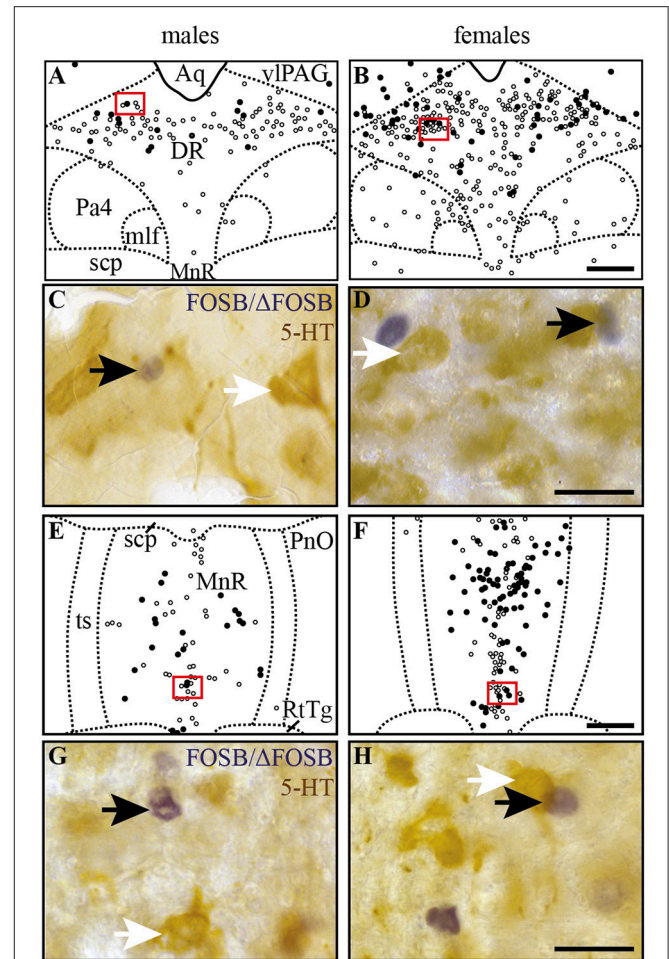 males females
A Aq vlPAG B
DR
Pa4
mlf
scp MnR
C FOSB/ΔFOSB D
5-HT
E scp PnO F
MnR
ts
RtTg
G FOSB/ΔFOSB H
5-HT